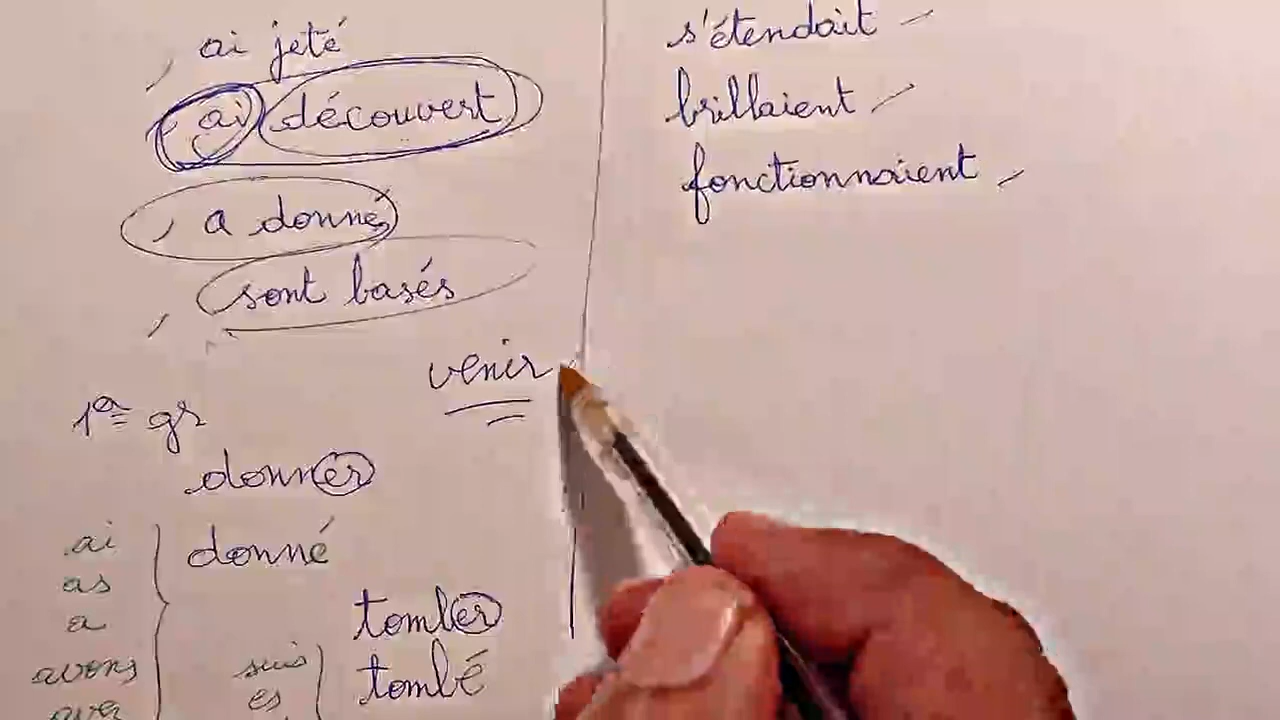 ai jeté
ai découvert
a donné
sont basés
venir
1er gr
donner
ai
donné
as
a
avons
tomber
suis
tombé
es
s'étendait
brillaient
fonctionnaient